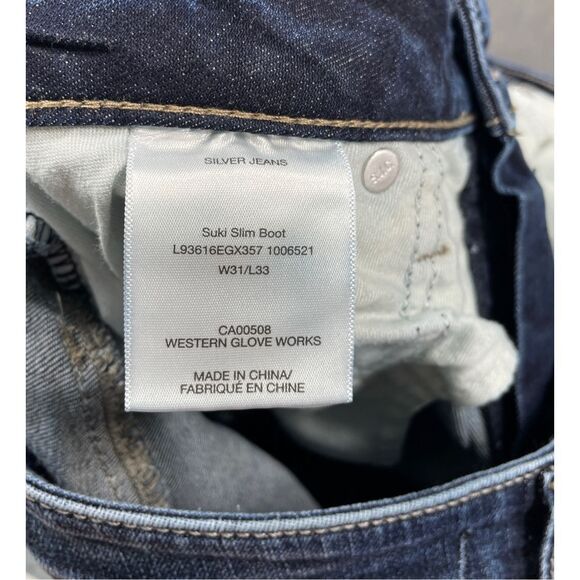 SILVER JEANS
Suki Slim Boot
L93616EGX357 1006521
W31/L33
CA00508
WESTERN GLOVE WORKS
MADE IN CHINA/
FABRIQUÉ EN CHINE